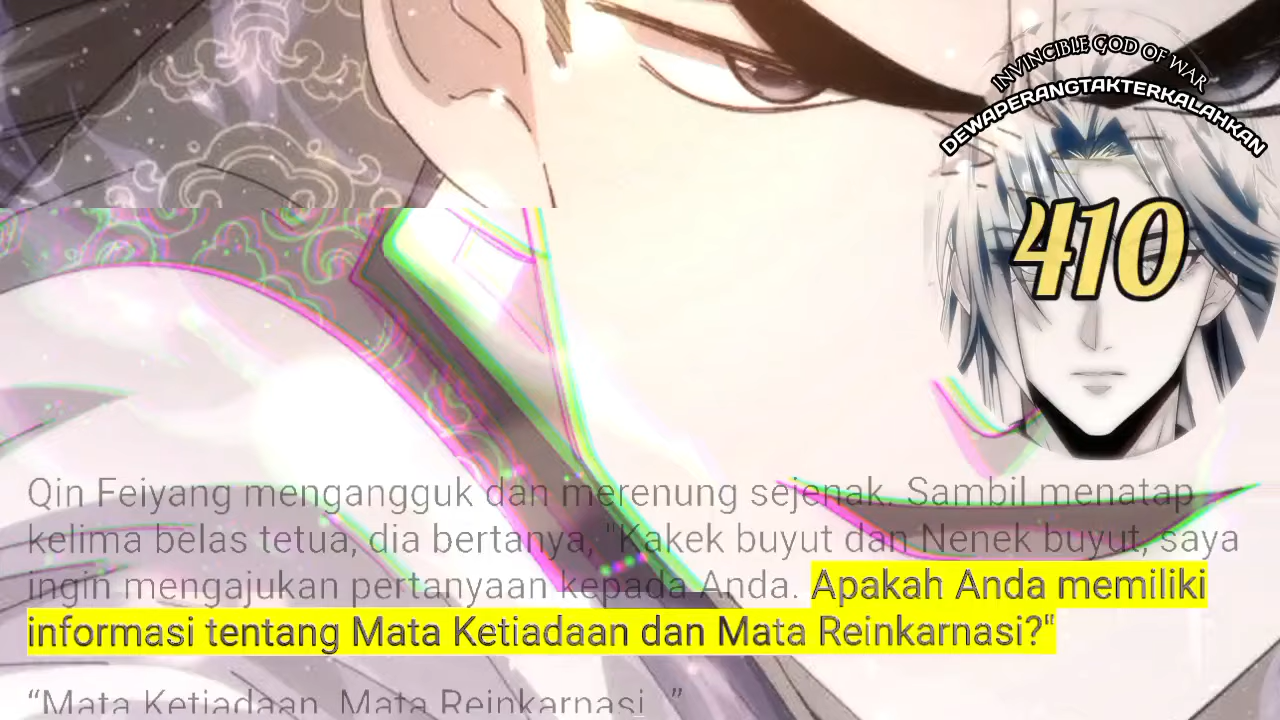 INVINCIBLE GOD OF WAR
DEWAPERANGTAKTERKALAHKAN
410
Qin Feiyang mengangguk dan merenung sejenak. Sambil menatap
kelima belas tetua, dia bertanya, "Kakek buyut dan Nenek buyut, saya
ingin mengajukan pertanyaan kepada Anda. Apakah Anda memiliki
informasi tentang Mata Ketiadaan dan Mata Reinkarnasi?"
“Mata Ketiadaan, Mata Reinkarnasi…”